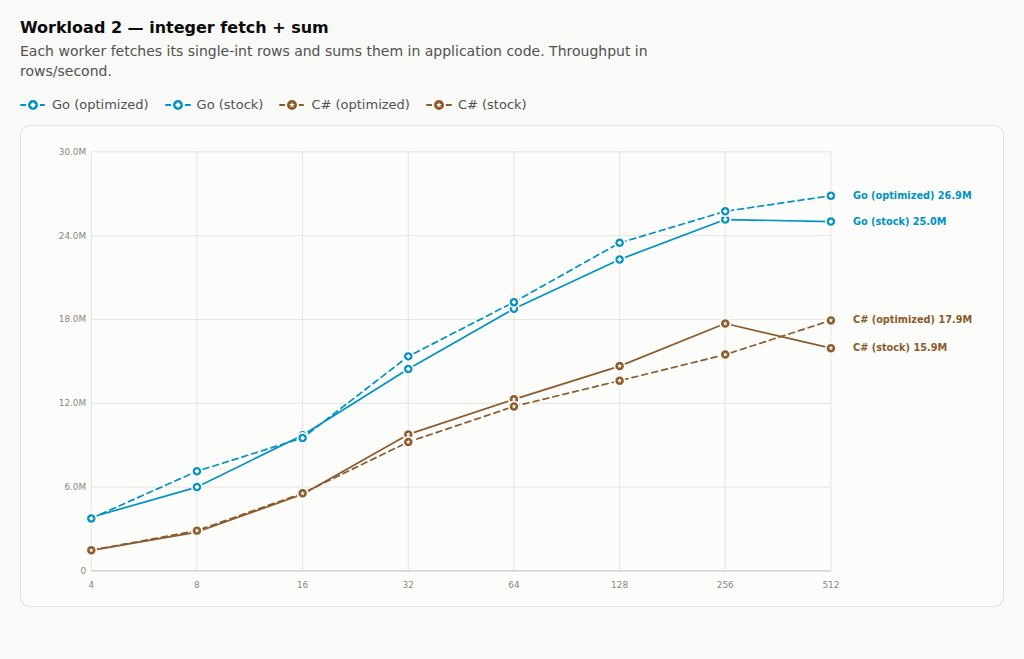 Workload 2 — integer fetch + sum
Each worker fetches its single-int rows and sums them in application code. Throughput in
rows/second.
Go (optimized) Go (stock) C# (optimized) C# (stock)
30.0M
24.0M
18.0M
12.0M
6.0M
0
Go (optimized) 26.9M
Go (stock) 25.0M
C# (optimized) 17.9M
C# (stock) 15.9M
4 8 16 32 64 128 256 512